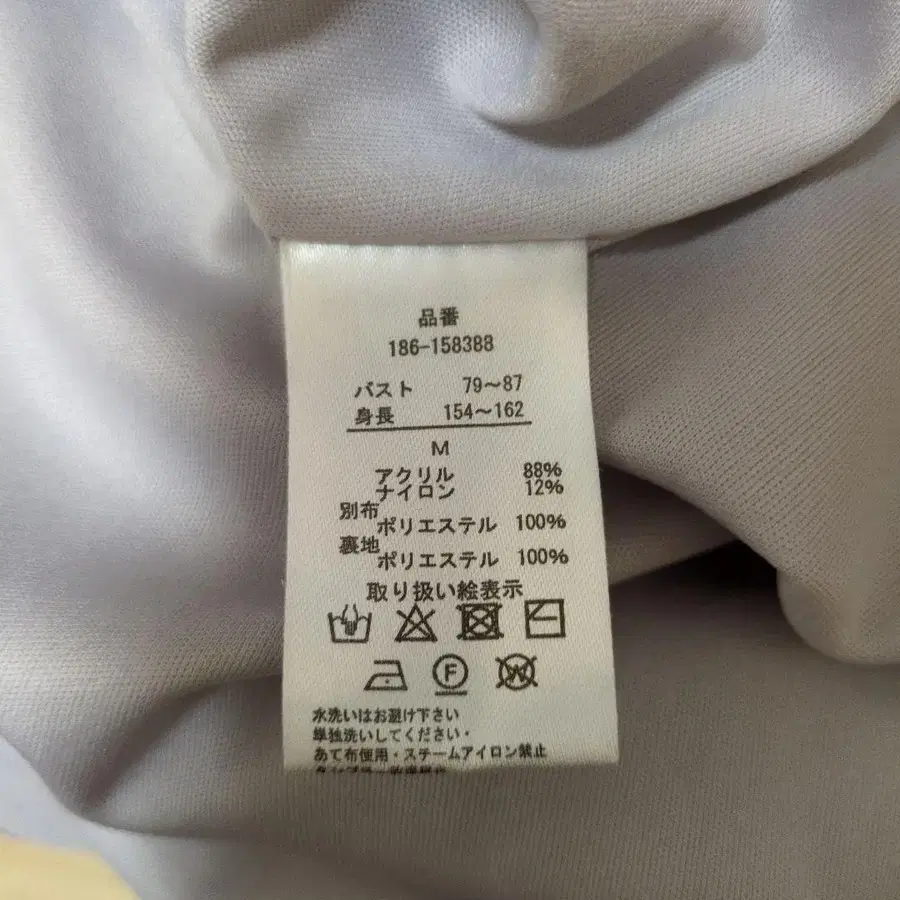 品番
186-158388
バスト 79～87
身長 154～162
M
アクリル 88%
ナイロン 12%
別布
ポリエステル 100%
裏地
ポリエステル 100%
取り扱い絵表示
F W
水洗いはお避け下さい
単独洗いしてください・
あて布使用・スチームアイロン禁止